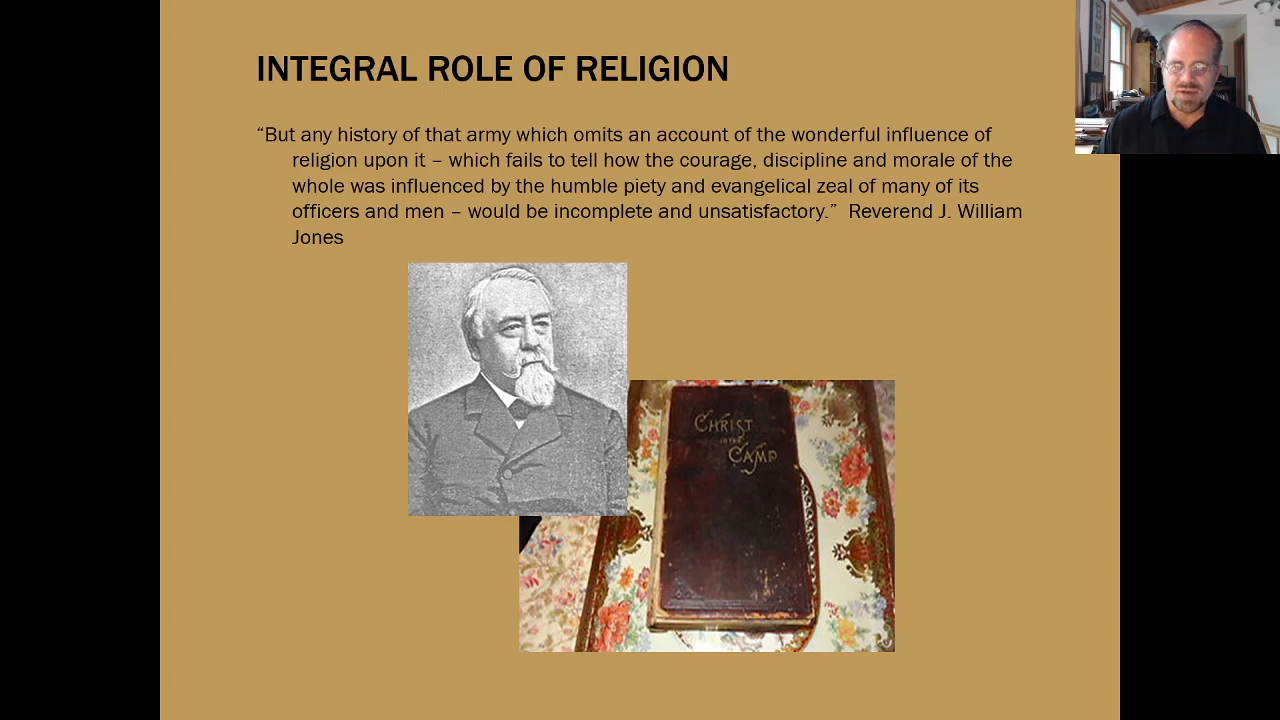 INTEGRAL ROLE OF RELIGION
“But any history of that army which omits an account of the wonderful influence of
religion upon it – which fails to tell how the courage, discipline and morale of the
whole was influenced by the humble piety and evangelical zeal of many of its
officers and men – would be incomplete and unsatisfactory.”  Reverend J. William
Jones
CHRIST
IN THE
CAMP